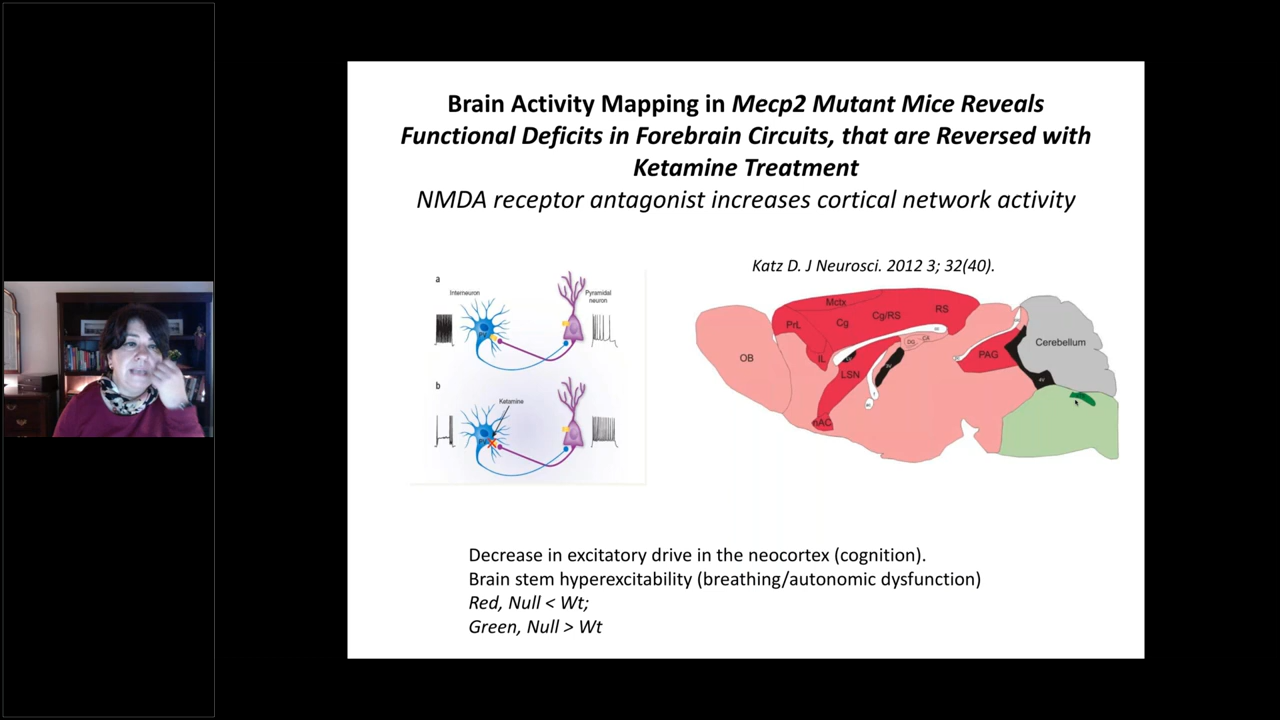 Brain Activity Mapping in Mecp2 Mutant Mice Reveals
Functional Deficits in Forebrain Circuits, that are Reversed with
Ketamine Treatment
NMDA receptor antagonist increases cortical network activity
Katz D. J Neurosci. 2012 3; 32(40).
a
Interneuron
Pyramidal
neuron
PV
b
Ketamine
PV
Mctx
RS
Cg/RS
PrL
Cg
IL
LSN
OB
nAC
PAG
Cerebellum
Decrease in excitatory drive in the neocortex (cognition).
Brain stem hyperexcitability (breathing/autonomic dysfunction)
Red, Null < Wt;
Green, Null > Wt